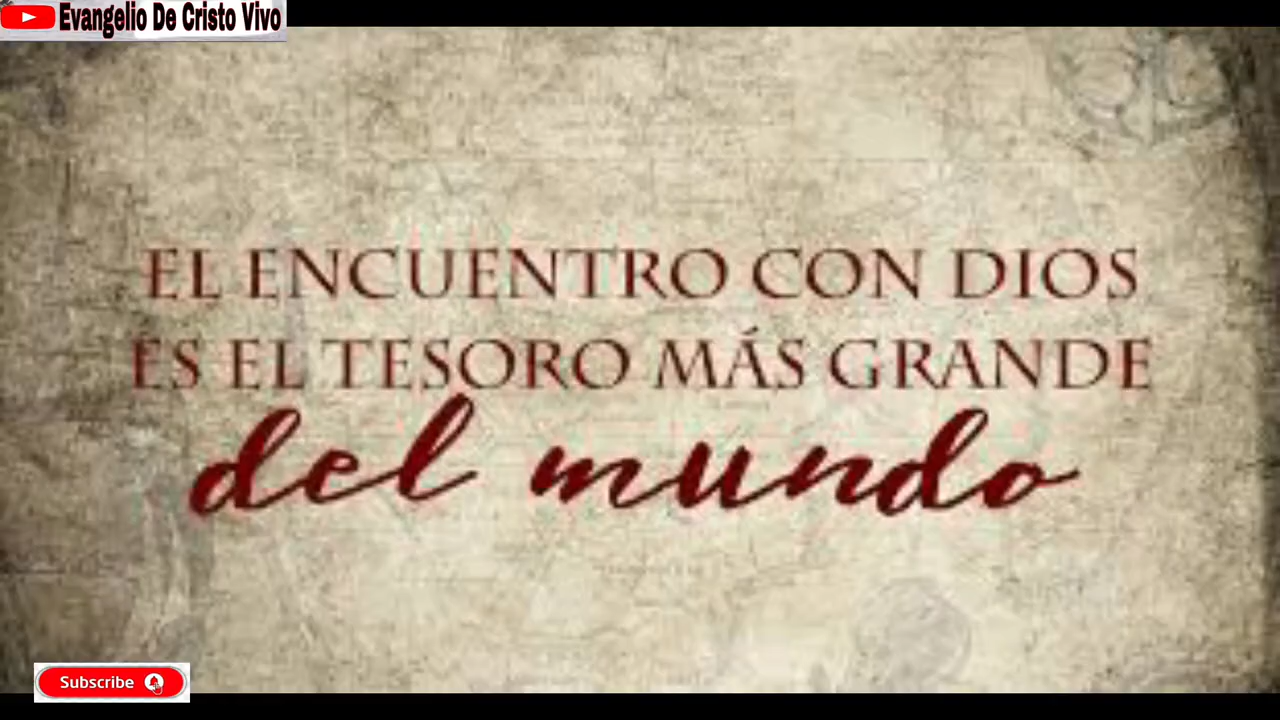 Evangelio De Cristo Vivo
EL ENCUENTRO CON DIOS
ES EL TESORO MÁS GRANDE
del mundo
Subscribe